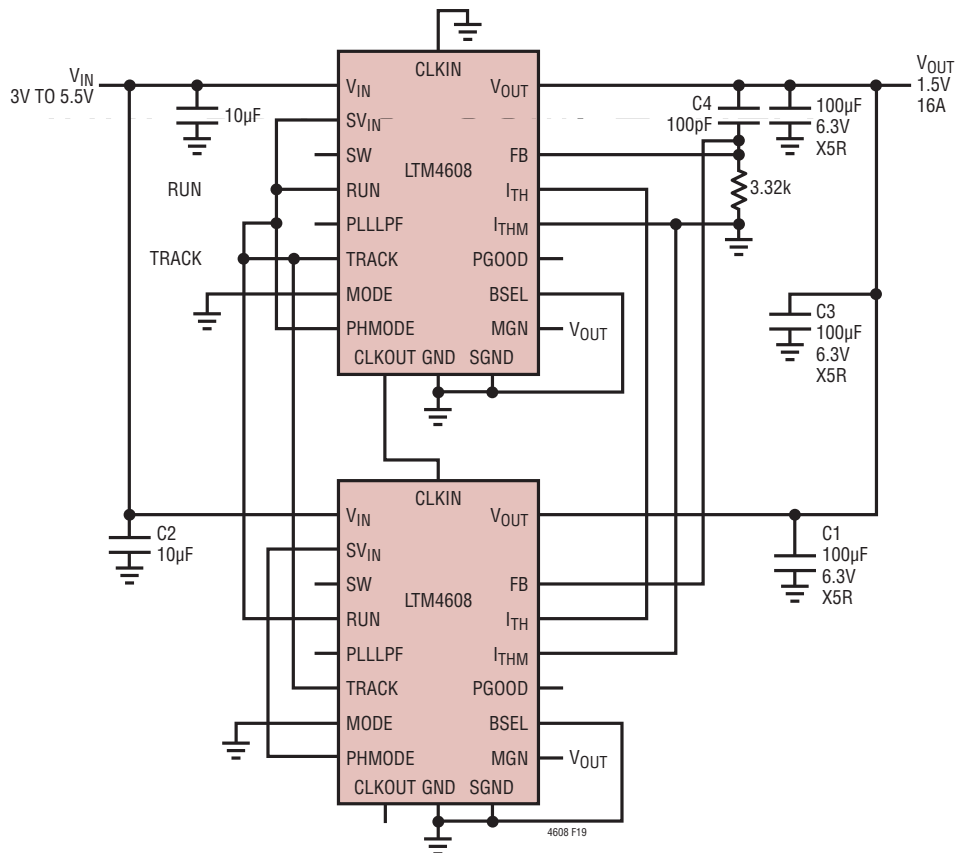 VIN
3V TO 5.5V
10µF
RUN
TRACK
CLKIN
VIN
SVIN
SW
RUN
PLLLPF
TRACK
MODE
PHMODE
LTM4608
VOUT
FB
ITH
ITHM
PGOOD
BSEL
MGN
CLKOUT GND SGND
VOUT
C4
100pF
100µF
6.3V
X5R
VOUT
1.5V
16A
3.32k
C3
100µF
6.3V
X5R
C2
10µF
CLKIN
VIN
SVIN
SW
RUN
PLLLPF
TRACK
MODE
PHMODE
LTM4608
VOUT
FB
ITH
ITHM
PGOOD
BSEL
MGN
CLKOUT GND SGND
VOUT
C1
100µF
6.3V
X5R
4608 F19